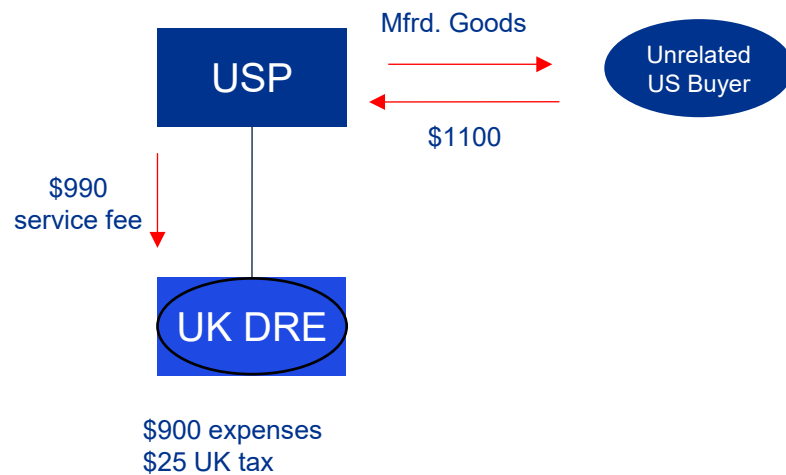 Mfrd. Goods
USP
Unrelated
US Buyer
$1100
$990
service fee
UK DRE
$900 expenses
$25 UK tax